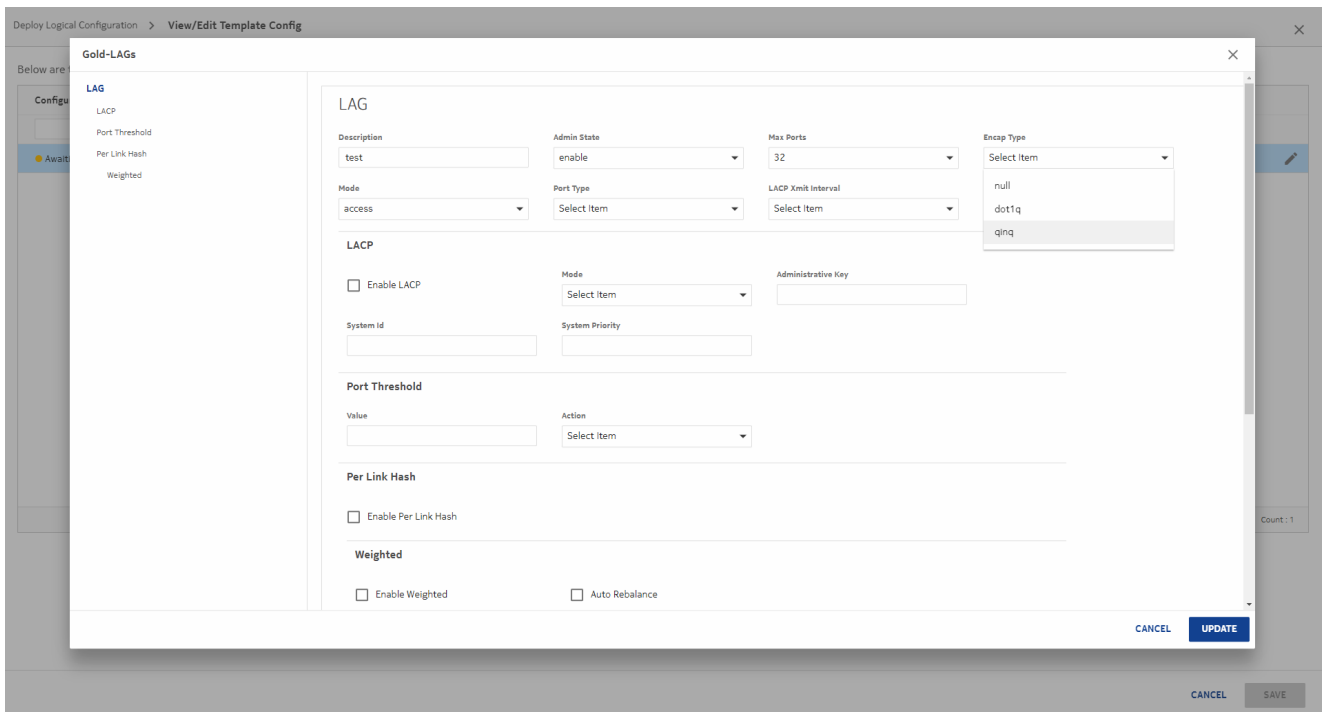 Deploy Logical Configuration > View/Edit Template Config
Gold-LAGs
Below are
Configu
Await
LAG
LACP
Port Threshold
Per Link Hash
Weighted
LAG
Description Admin State Max Ports Encap Type
test enable 32 Select Item
null
dot1q
qinq
Mode Port Type LACP Xmit Interval
access Select Item Select Item
LACP
Enable LACP
Mode Administrative Key
Select Item
System Id System Priority
Port Threshold
Value Action
Select Item
Per Link Hash
Enable Per Link Hash
Weighted
Enable Weighted Auto Rebalance
Count : 1
CANCEL UPDATE
CANCEL SAVE